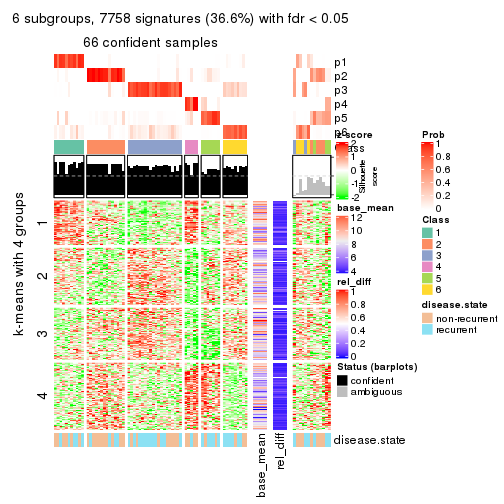 6 subgroups, 7758 signatures (36.6%) with fdr < 0.05
66 confident samples
p1
p2
p3
p4
p5
p6
z-score
2
1
0
-1
-2
Silhouette
score
Prob
1
0.8
0.6
0.4
0.2
0
base_mean
12
10
8
6
4
Class
1
2
3
4
5
6
rel_diff
1
0.8
0.6
0.4
0.2
0
disease.state
non-recurrent
recurrent
Status (barplots)
confident
ambiguous
k-means with 4 groups
1
2
3
4
disease.state
base_mean
rel_diff